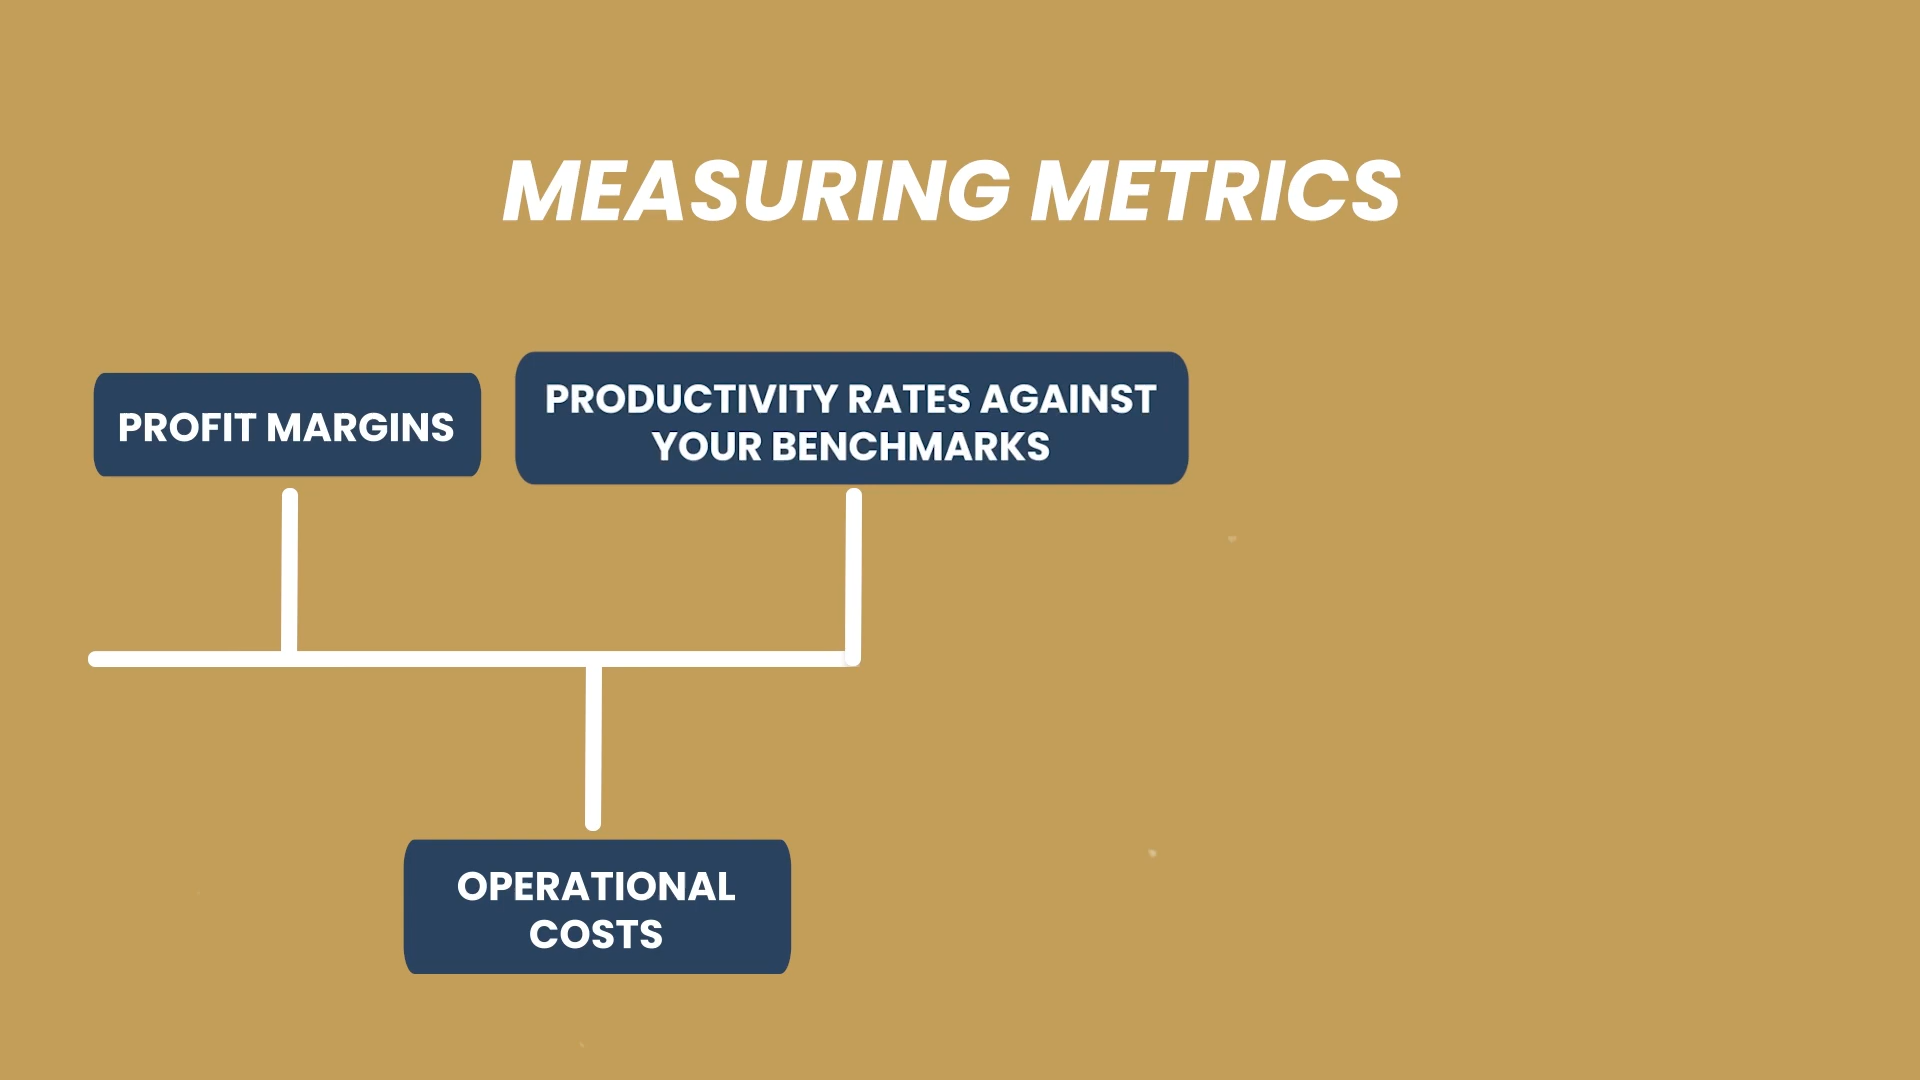 MEASURING METRICS
PROFIT MARGINS
PRODUCTIVITY RATES AGAINST
YOUR BENCHMARKS
OPERATIONAL
COSTS